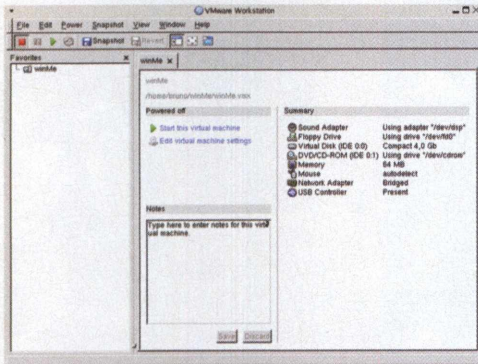 VMware Workstation
File Edit Power Snapshot View Window Help
Snapshot Revert
Favorites x
winMe
winMe x
winMe
/home/bruno/winMe/winMe.vmx
Powered off
Start this virtual machine
Edit virtual machine settings
Notes
Type here to enter notes for this virt
ual machine.
Save Discard
Summary
Sound Adapter Using adapter "/dev/dsp"
Floppy Drive Using drive "/dev/fd0"
Virtual Disk (IDE 0:0) Compact 4,0 Gb
DVD/CD-ROM (IDE 0:1) Using drive "/dev/cdrom"
Memory 64 MB
Mouse autodetect
Network Adapter Bridged
USB Controller Present